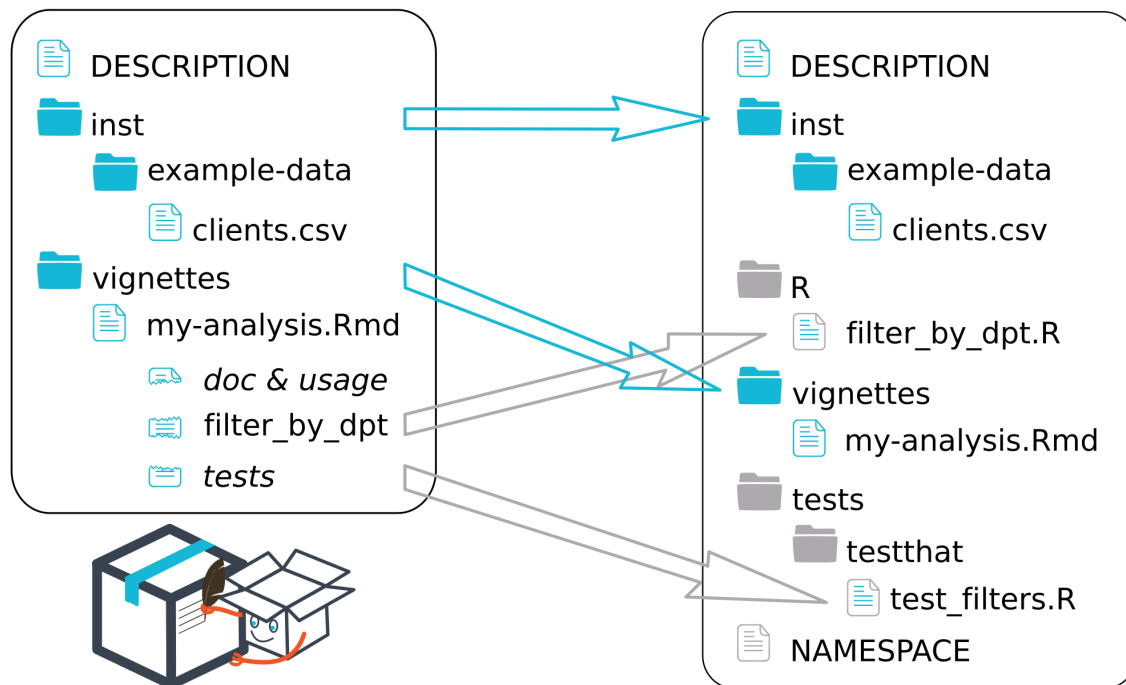 DESCRIPTION
inst
example-data
clients.csv
vignettes
my-analysis.Rmd
doc & usage
filter_by_dpt
tests
DESCRIPTION
inst
example-data
clients.csv
R
filter_by_dpt.R
vignettes
my-analysis.Rmd
tests
testthat
test_filters.R
NAMESPACE